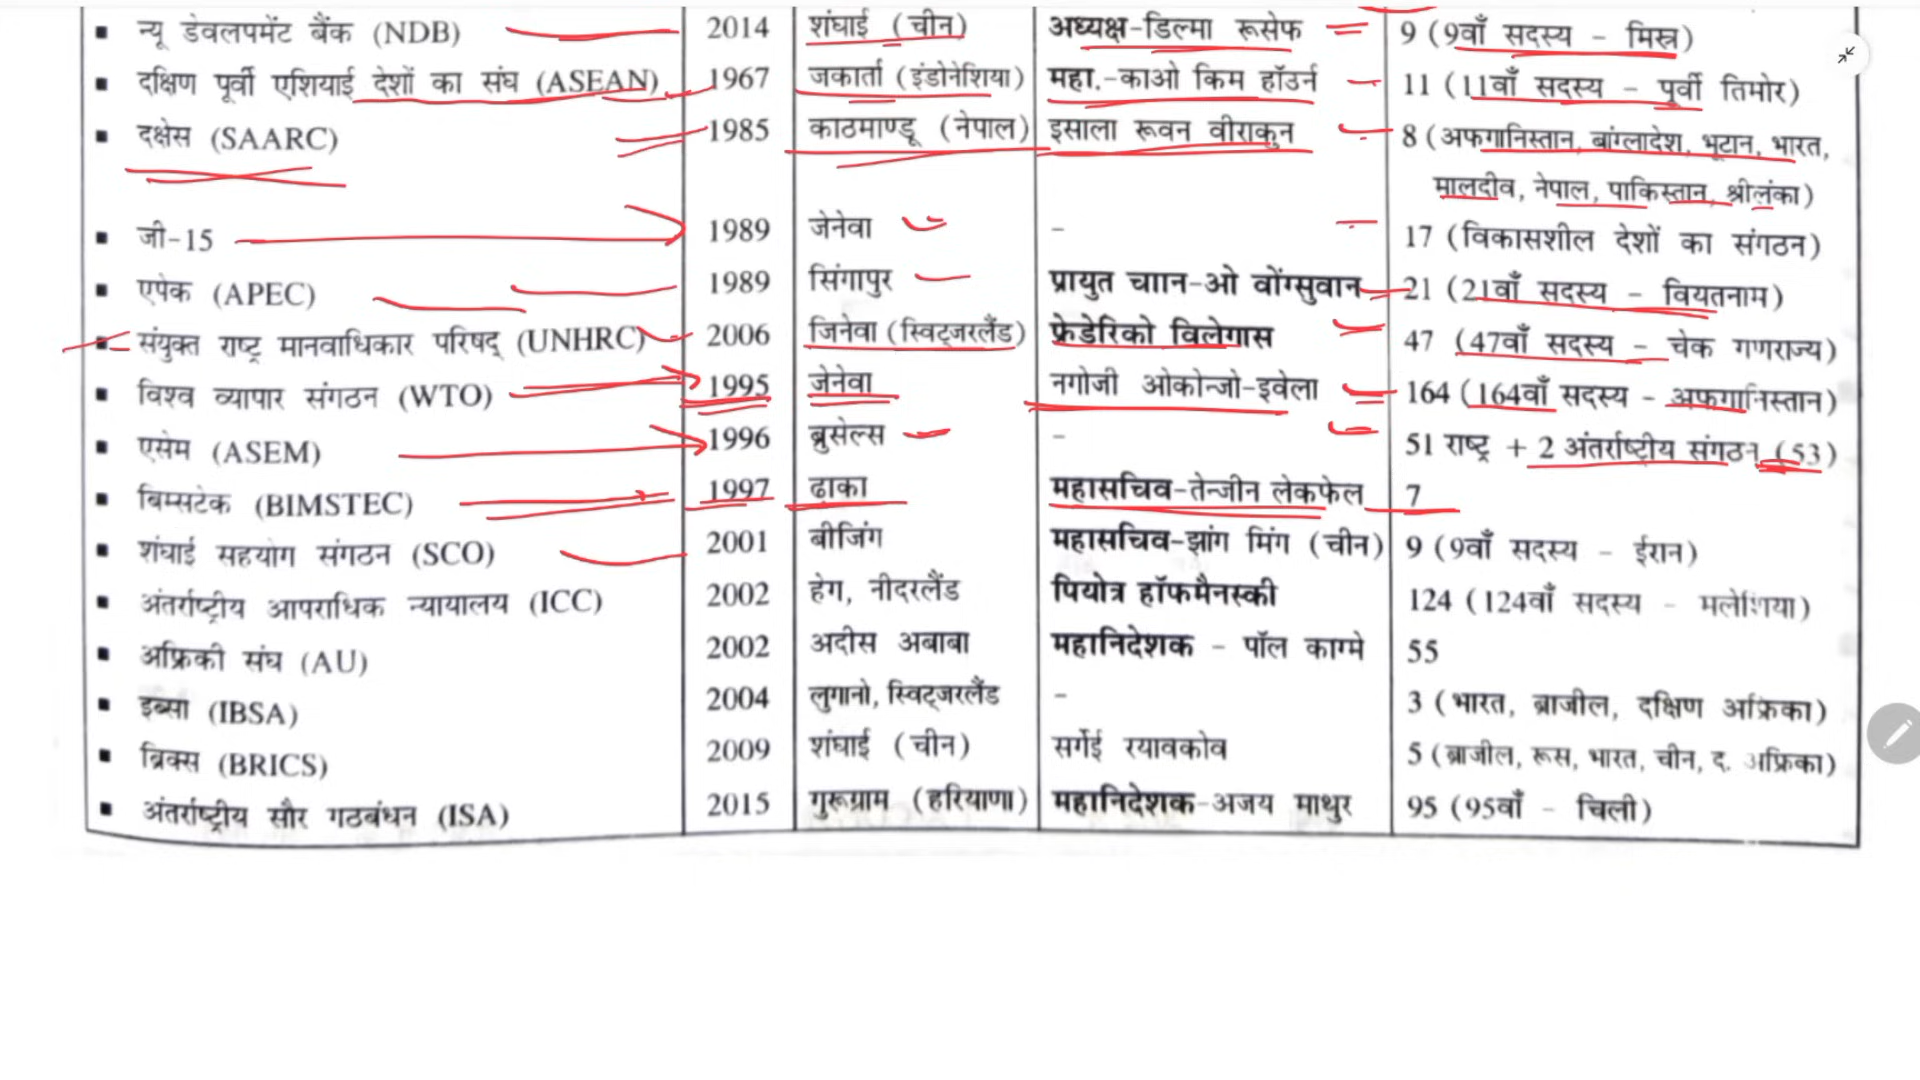 ▪ न्यू डेवलपमेंट बैंक (NDB) 2014 शंघाई (चीन) अध्यक्ष-डिल्मा रूसेफ 9 (9वाँ सदस्य - मिस्र)
▪ दक्षिण पूर्वी एशियाई देशों का संघ (ASEAN) 1967 जकार्ता (इंडोनेशिया) महा.-काओ किम हॉउर्न 11 (11वाँ सदस्य - पूर्वी तिमोर)
▪ दक्षेस (SAARC) 1985 काठमाण्डू (नेपाल) इसाला रूवन वीराकुन 8 (अफगानिस्तान, बांग्लादेश, भूटान, भारत,
मालदीव, नेपाल, पाकिस्तान, श्रीलंका)
▪ जी-15 1989 जेनेवा - 17 (विकासशील देशों का संगठन)
▪ एपेक (APEC) 1989 सिंगापुर प्रायुत चाान-ओ वोंग्सुवान 21 (21वाँ सदस्य - वियतनाम)
▪ संयुक्त राष्ट्र मानवाधिकार परिषद् (UNHRC) 2006 जिनेवा (स्विट्जरलैंड) फ्रेडेरिको विलेगास 47 (47वाँ सदस्य - चेक गणराज्य)
▪ विश्व व्यापार संगठन (WTO) 1995 जेनेवा नगोजी ओकोन्जो-इवेला 164 (164वाँ सदस्य - अफगानिस्तान)
▪ एसेम (ASEM) 1996 ब्रुसेल्स - 51 राष्ट्र + 2 अंतर्राष्ट्रीय संगठन (53)
▪ बिम्सटेक (BIMSTEC) 1997 ढाका महासचिव-तेन्जीन लेकफेल 7
▪ शंघाई सहयोग संगठन (SCO) 2001 बीजिंग महासचिव-झांग मिंग (चीन) 9 (9वाँ सदस्य - ईरान)
▪ अंतर्राष्ट्रीय आपराधिक न्यायालय (ICC) 2002 हेग, नीदरलैंड पियोत्र हॉफमैनस्की 124 (124वाँ सदस्य - मलेशिया)
▪ अफ्रिकी संघ (AU) 2002 अदीस अबाबा महानिदेशक - पॉल काग्मे 55
▪ इब्सा (IBSA) 2004 लुगानो, स्विट्जरलैंड - 3 (भारत, ब्राजील, दक्षिण अफ्रिका)
▪ ब्रिक्स (BRICS) 2009 शंघाई (चीन) सर्गेई रयावकोव 5 (ब्राजील, रूस, भारत, चीन, द. अफ्रिका)
▪ अंतर्राष्ट्रीय सौर गठबंधन (ISA) 2015 गुरूग्राम (हरियाणा) महानिदेशक-अजय माथुर 95 (95वाँ - चिली)